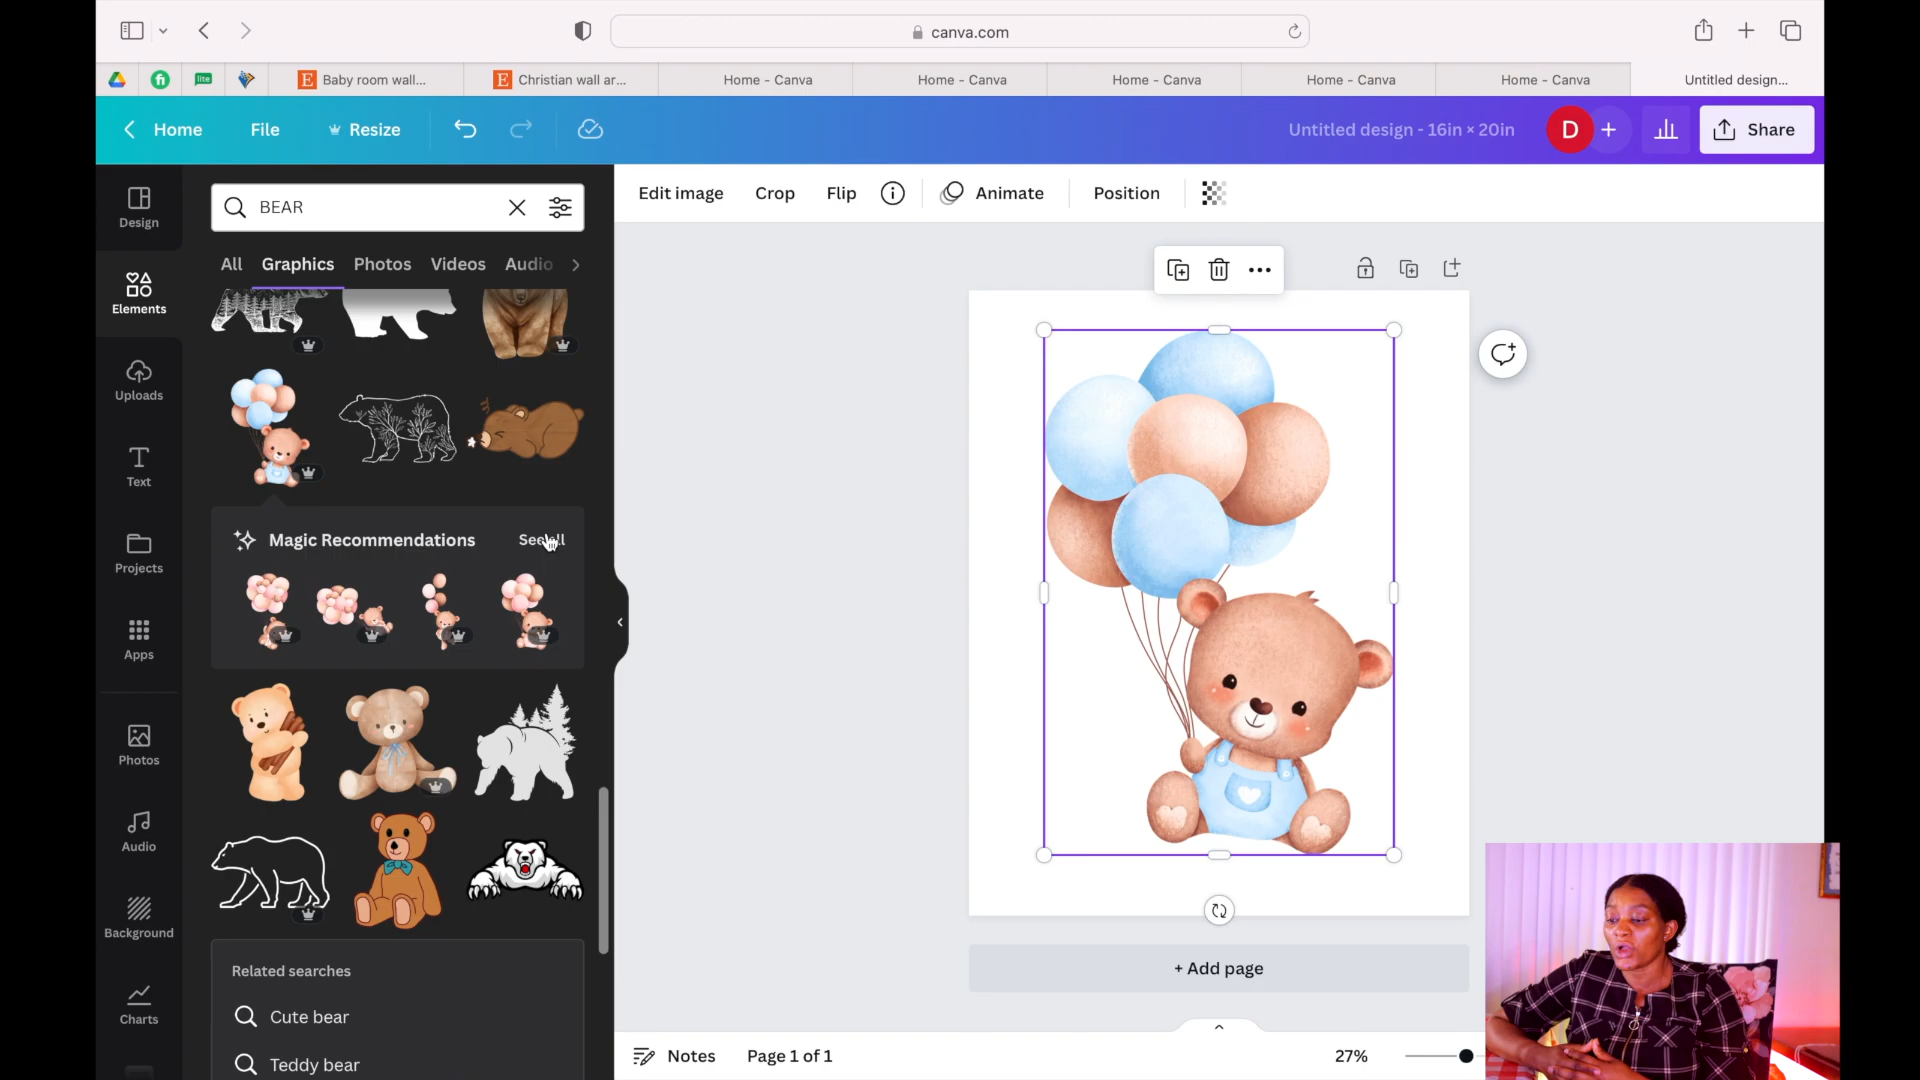 canva.com
lite
Baby room wall...
Christian wall ar...
Home - Canva
Home - Canva
Home - Canva
Home - Canva
Home - Canva
Untitled design...
Home
File
Resize
Untitled design - 16in × 20in
D
Share
Design
Elements
Uploads
Text
Projects
Apps
Photos
Audio
Background
Charts
BEAR
All
Graphics
Photos
Videos
Audio
Magic Recommendations
Related searches
Cute bear
Teddy bear
Edit image
Crop
Flip
Animate
Position
+ Add page
Notes
Page 1 of 1
27%